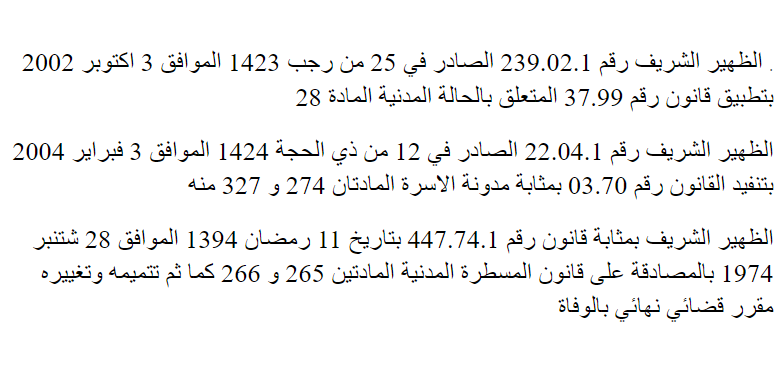 . الظهير الشريف رقم 239.02.1 الصادر في 25 من رجب 1423 الموافق 3 اكتوبر 2002
بتطبيق قانون رقم 37.99 المتعلق بالحالة المدنية المادة 28
الظهير الشريف رقم 22.04.1 الصادر في 12 من ذي الحجة 1424 الموافق 3 فبراير 2004
بتنفيد القانون رقم 03.70 بمثابة مدونة الاسرة المادتان 274 و 327 منه
الظهير الشريف بمثابة قانون رقم 447.74.1 بتاريخ 11 رمضان 1394 الموافق 28 شتنبر
1974 بالمصادقة على قانون المسطرة المدنية المادتين 265 و 266 كما ثم تتميمه وتغييره
مقرر قضائي نهائي بالوفاة